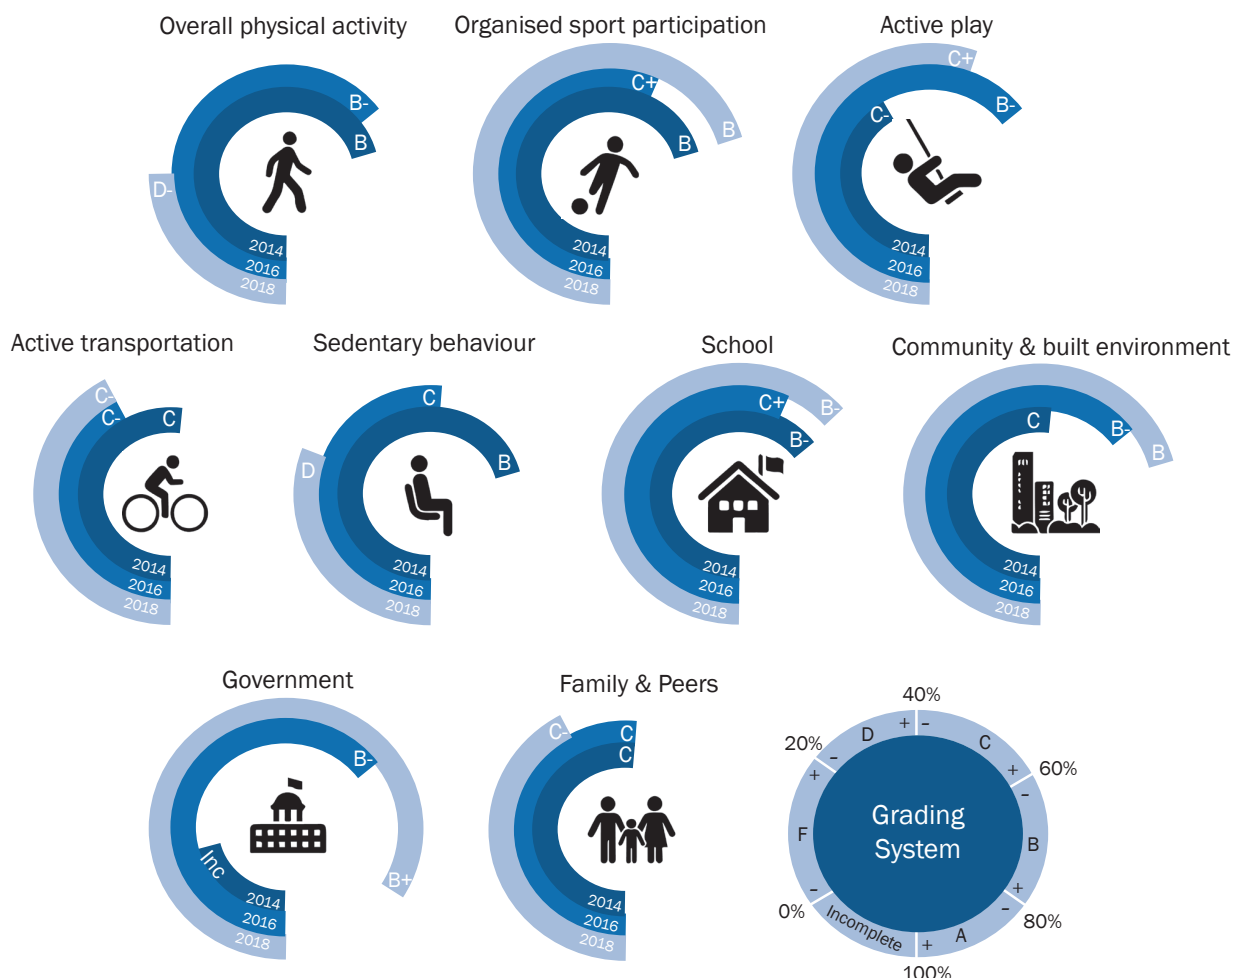 Overall physical activity
B-
B
D-
2014
2016
2018
Organised sport participation
C+
B
B
2014
2016
2018
Active play
C+
B-
C-
2014
2016
2018
Active transportation
C-
C-
C
2014
2016
2018
Sedentary behaviour
C
B
D
2014
2016
2018
School
C+
B-
B-
2014
2016
2018
Community & built environment
C
B-
B
2014
2016
2018
Government
B-
Inc
B+
2014
2016
2018
Family & Peers
C-
C
C
2014
2016
2018
40%
+ -
D
C
20%
-
+
+
60%
-
Grading
System
F
B
-
+
0%
-
80%
Incomplete
+
A
100%